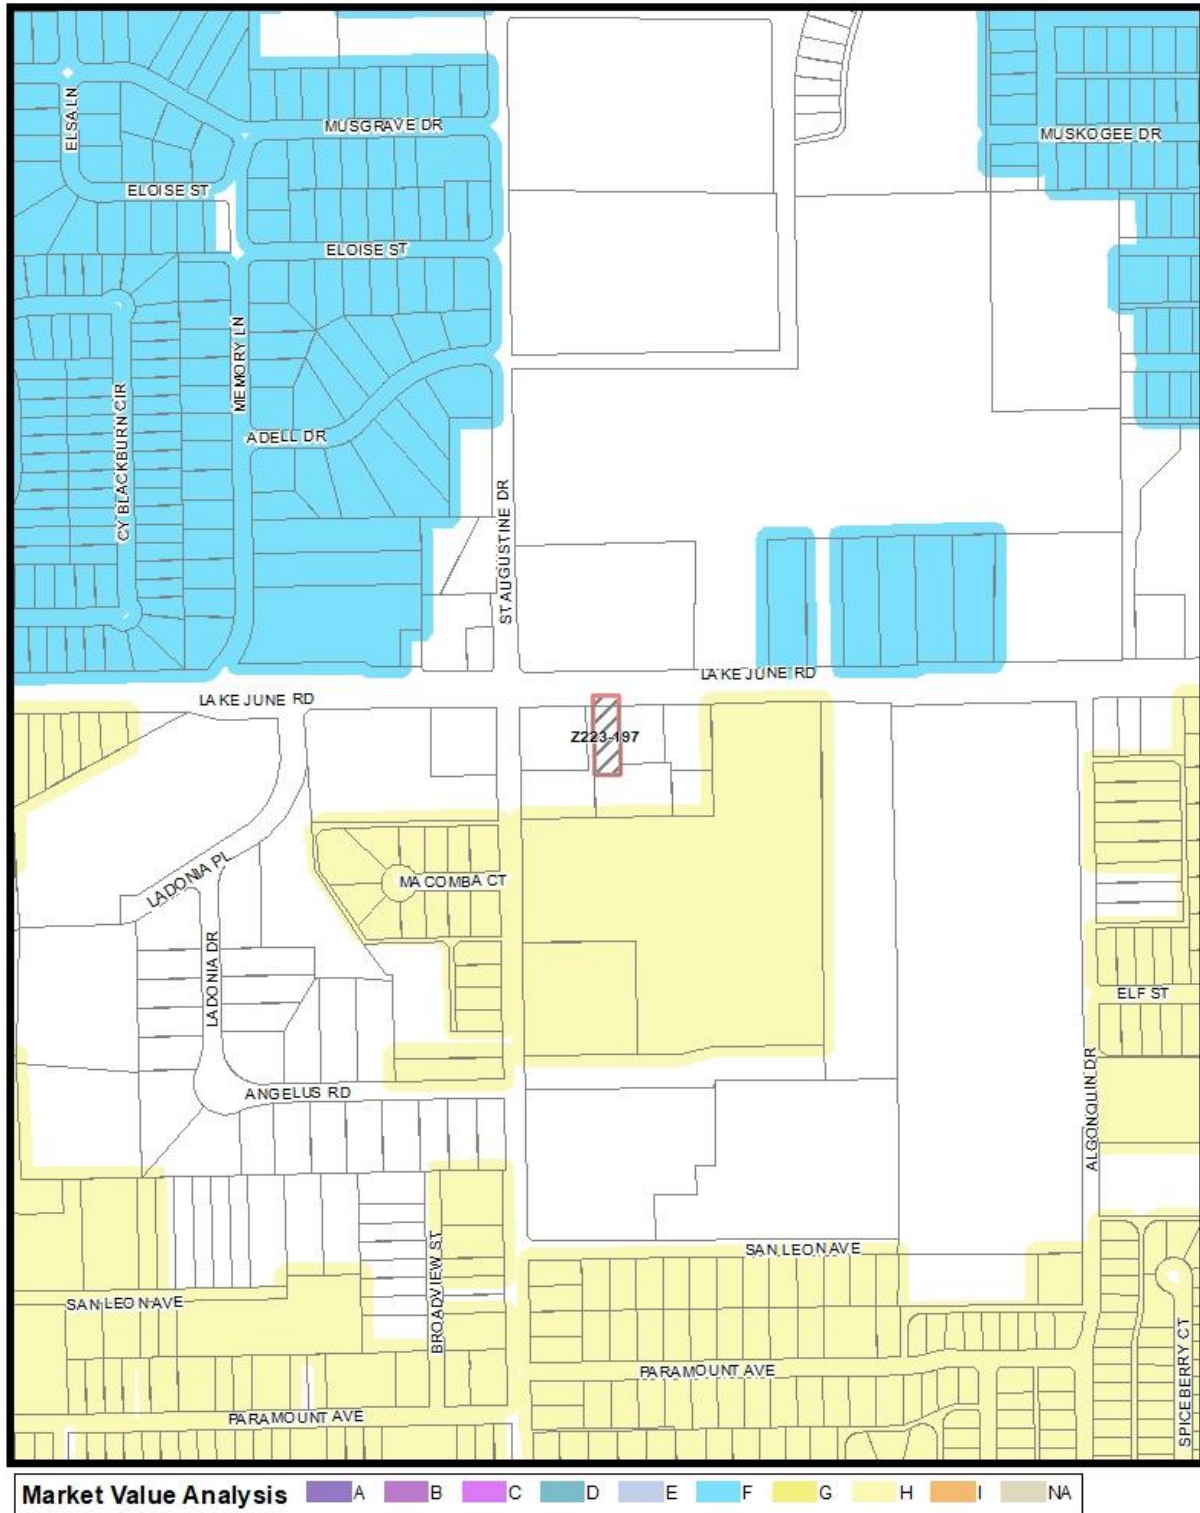 MUSGRAVE DR
MUSKOGEE DR
ELSA LN
ELOISE ST
ELOISE ST
MEMORY LN
CY BLACKBURN CIR
ADELL DR
ST AUGUSTINE DR
LAKE JUNE RD
LAKE JUNE RD
Z223-197
LADONIA PL
MACOMBA CT
LADONIA DR
ELF ST
ANGELUS RD
ALGONQUIN DR
BROADVIEW ST
SAN LEON AVE
SAN LEON AVE
SPICEBERRY CT
PARAMOUNT AVE
PARAMOUNT AVE
Market Value Analysis A B C D E F G H I NA